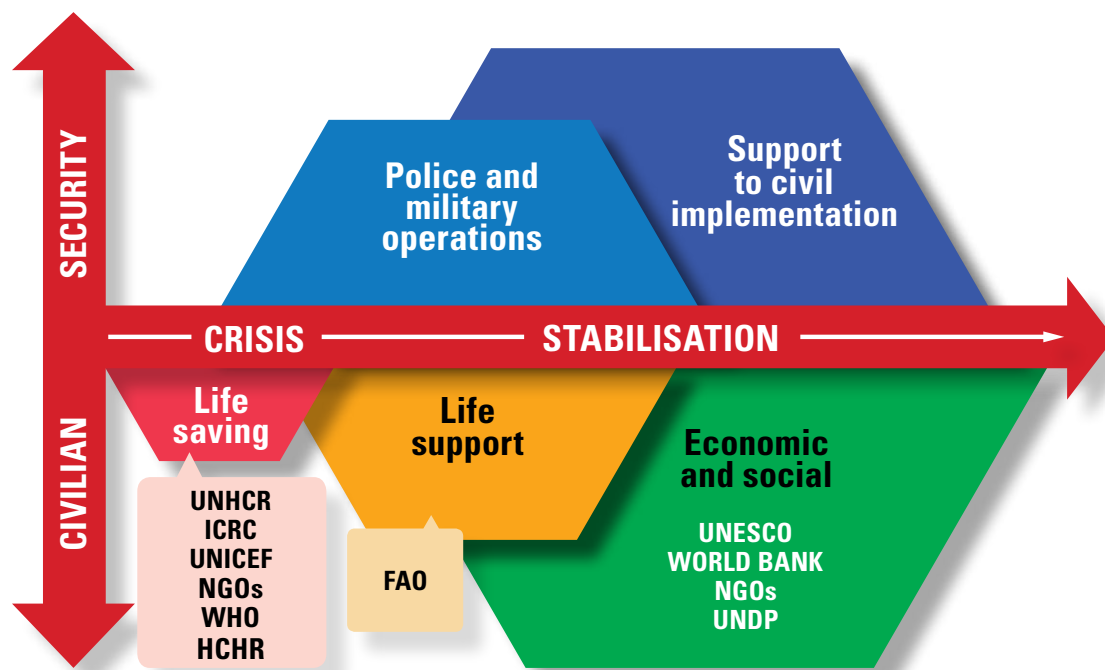 SECURITY
CIVILIAN
Police and
military
operations
Support
to civil
implementation
CRISIS
STABILISATION
Life
saving
UNHCR
ICRC
UNICEF
NGOs
WHO
HCHR
Life
support
FAO
Economic
and social
UNESCO
WORLD BANK
NGOs
UNDP